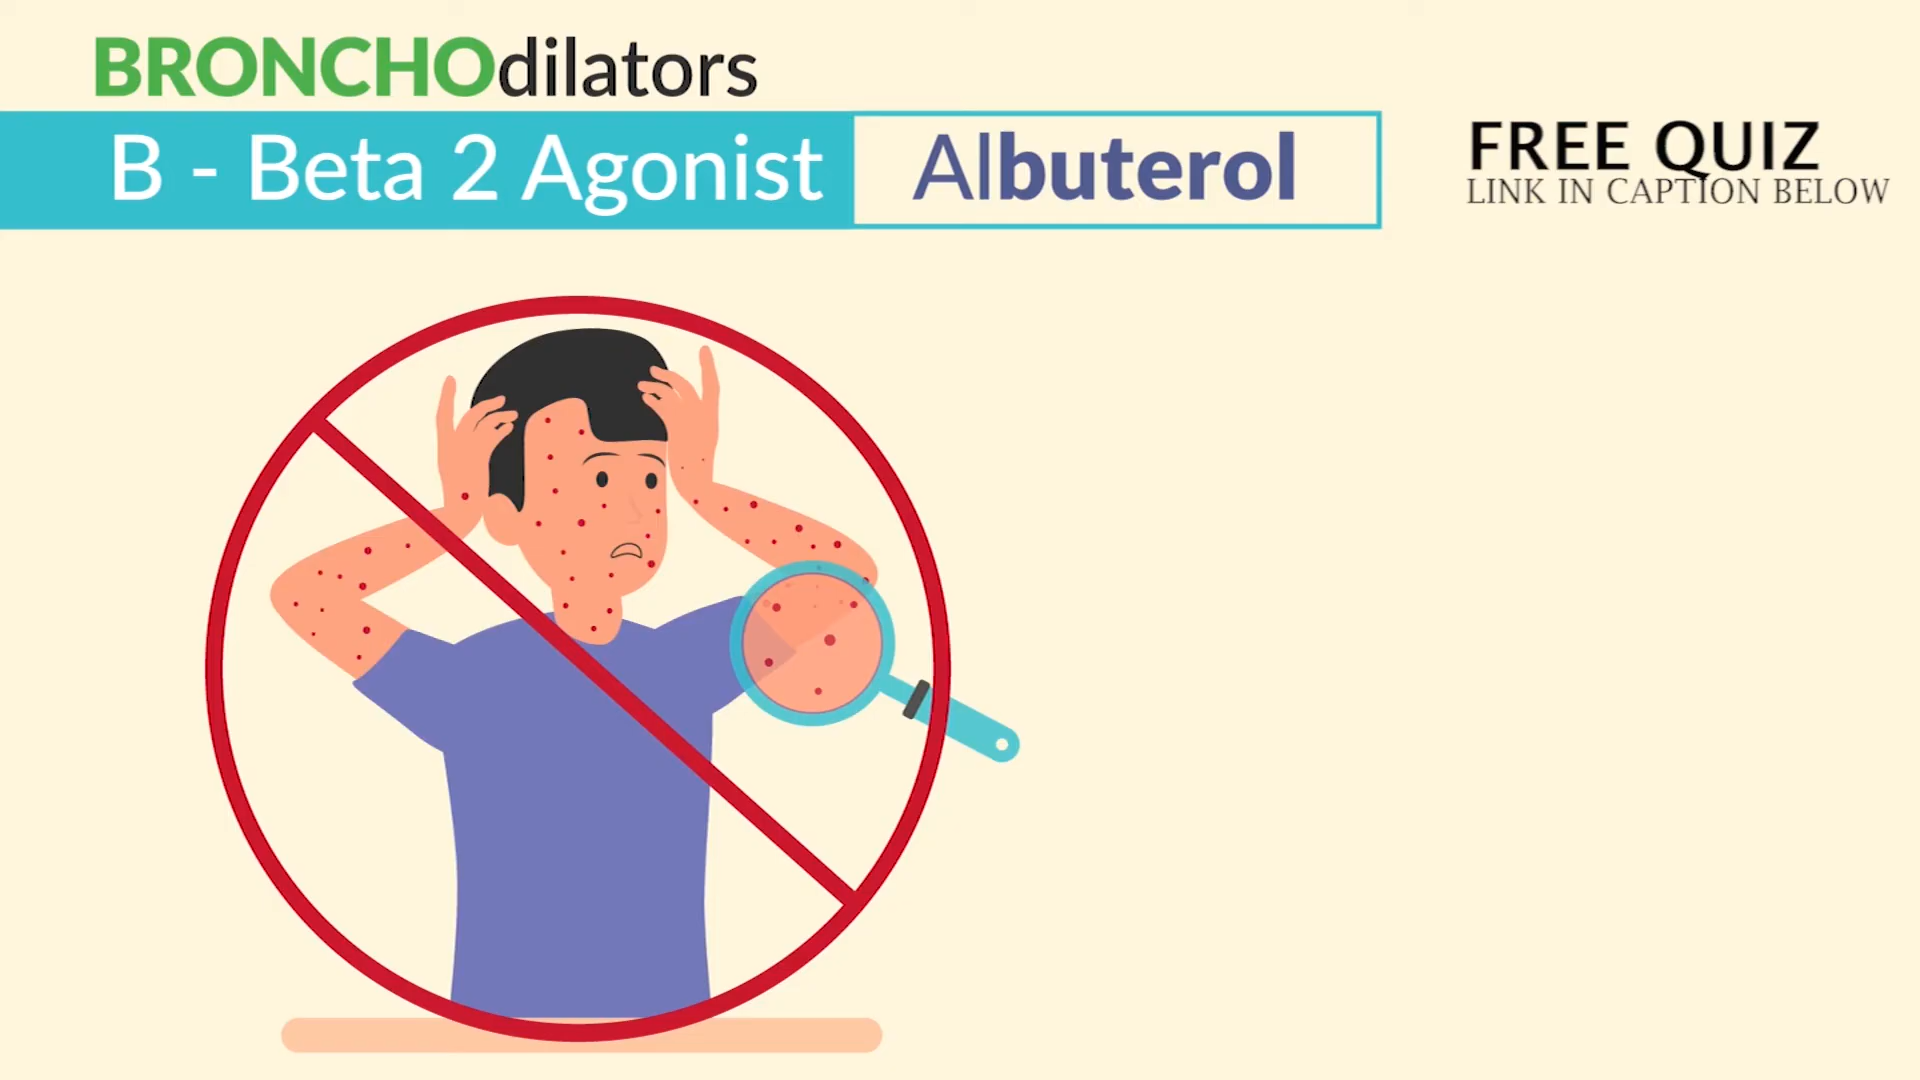 BRONCHOdilators
B - Beta 2 Agonist Albuterol
FREE QUIZ
LINK IN CAPTION BELOW